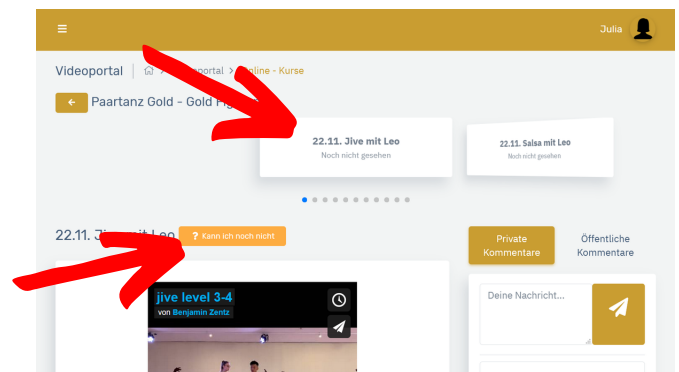 Julia
Videoportal
Kurse
Paartanz Gold - Gold
22.11. Jive mit Leo
Noch nicht gesehen
22.11. Salsa mit Leo
Noch nicht gesehen
22.11. Leo
? Kann ich noch nicht
Private
Kommentare
Öffentliche
Kommentare
jive level 3-4
von Benjamin Zentz
Deine Nachricht...